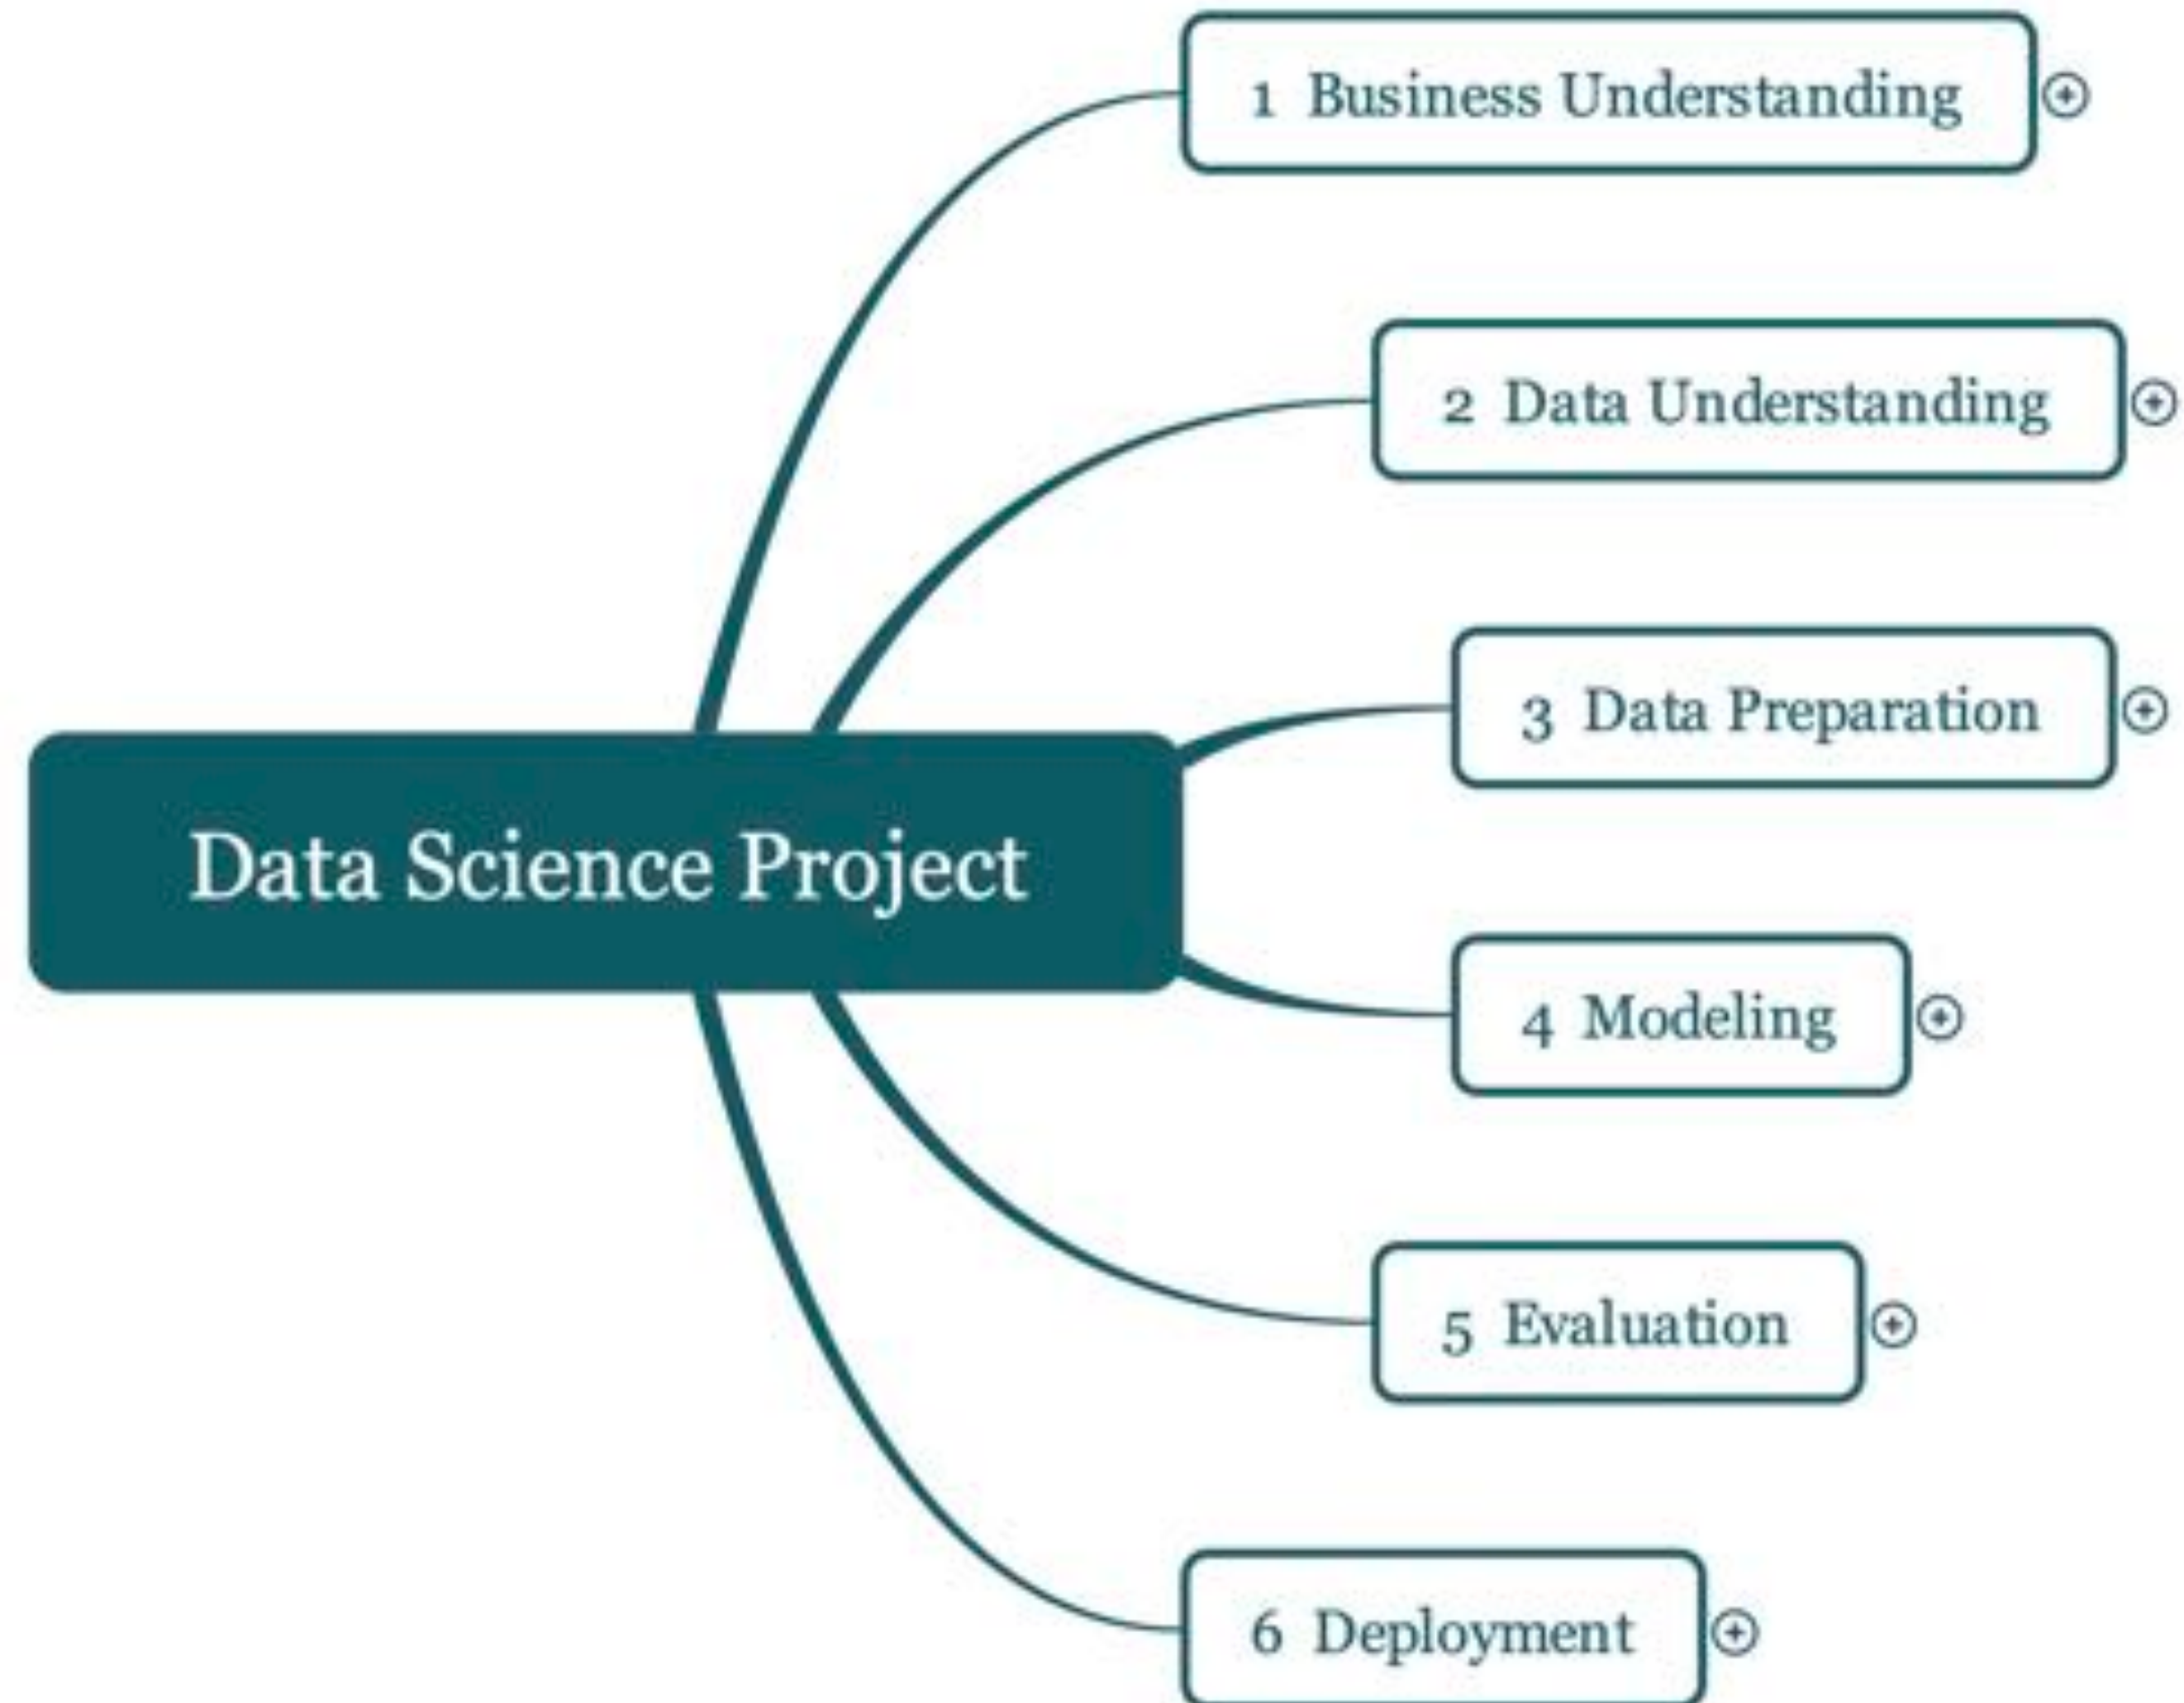 1 Business Understanding
2 Data Understanding
3 Data Preparation
Data Science Project
4 Modeling
5 Evaluation
6 Deployment